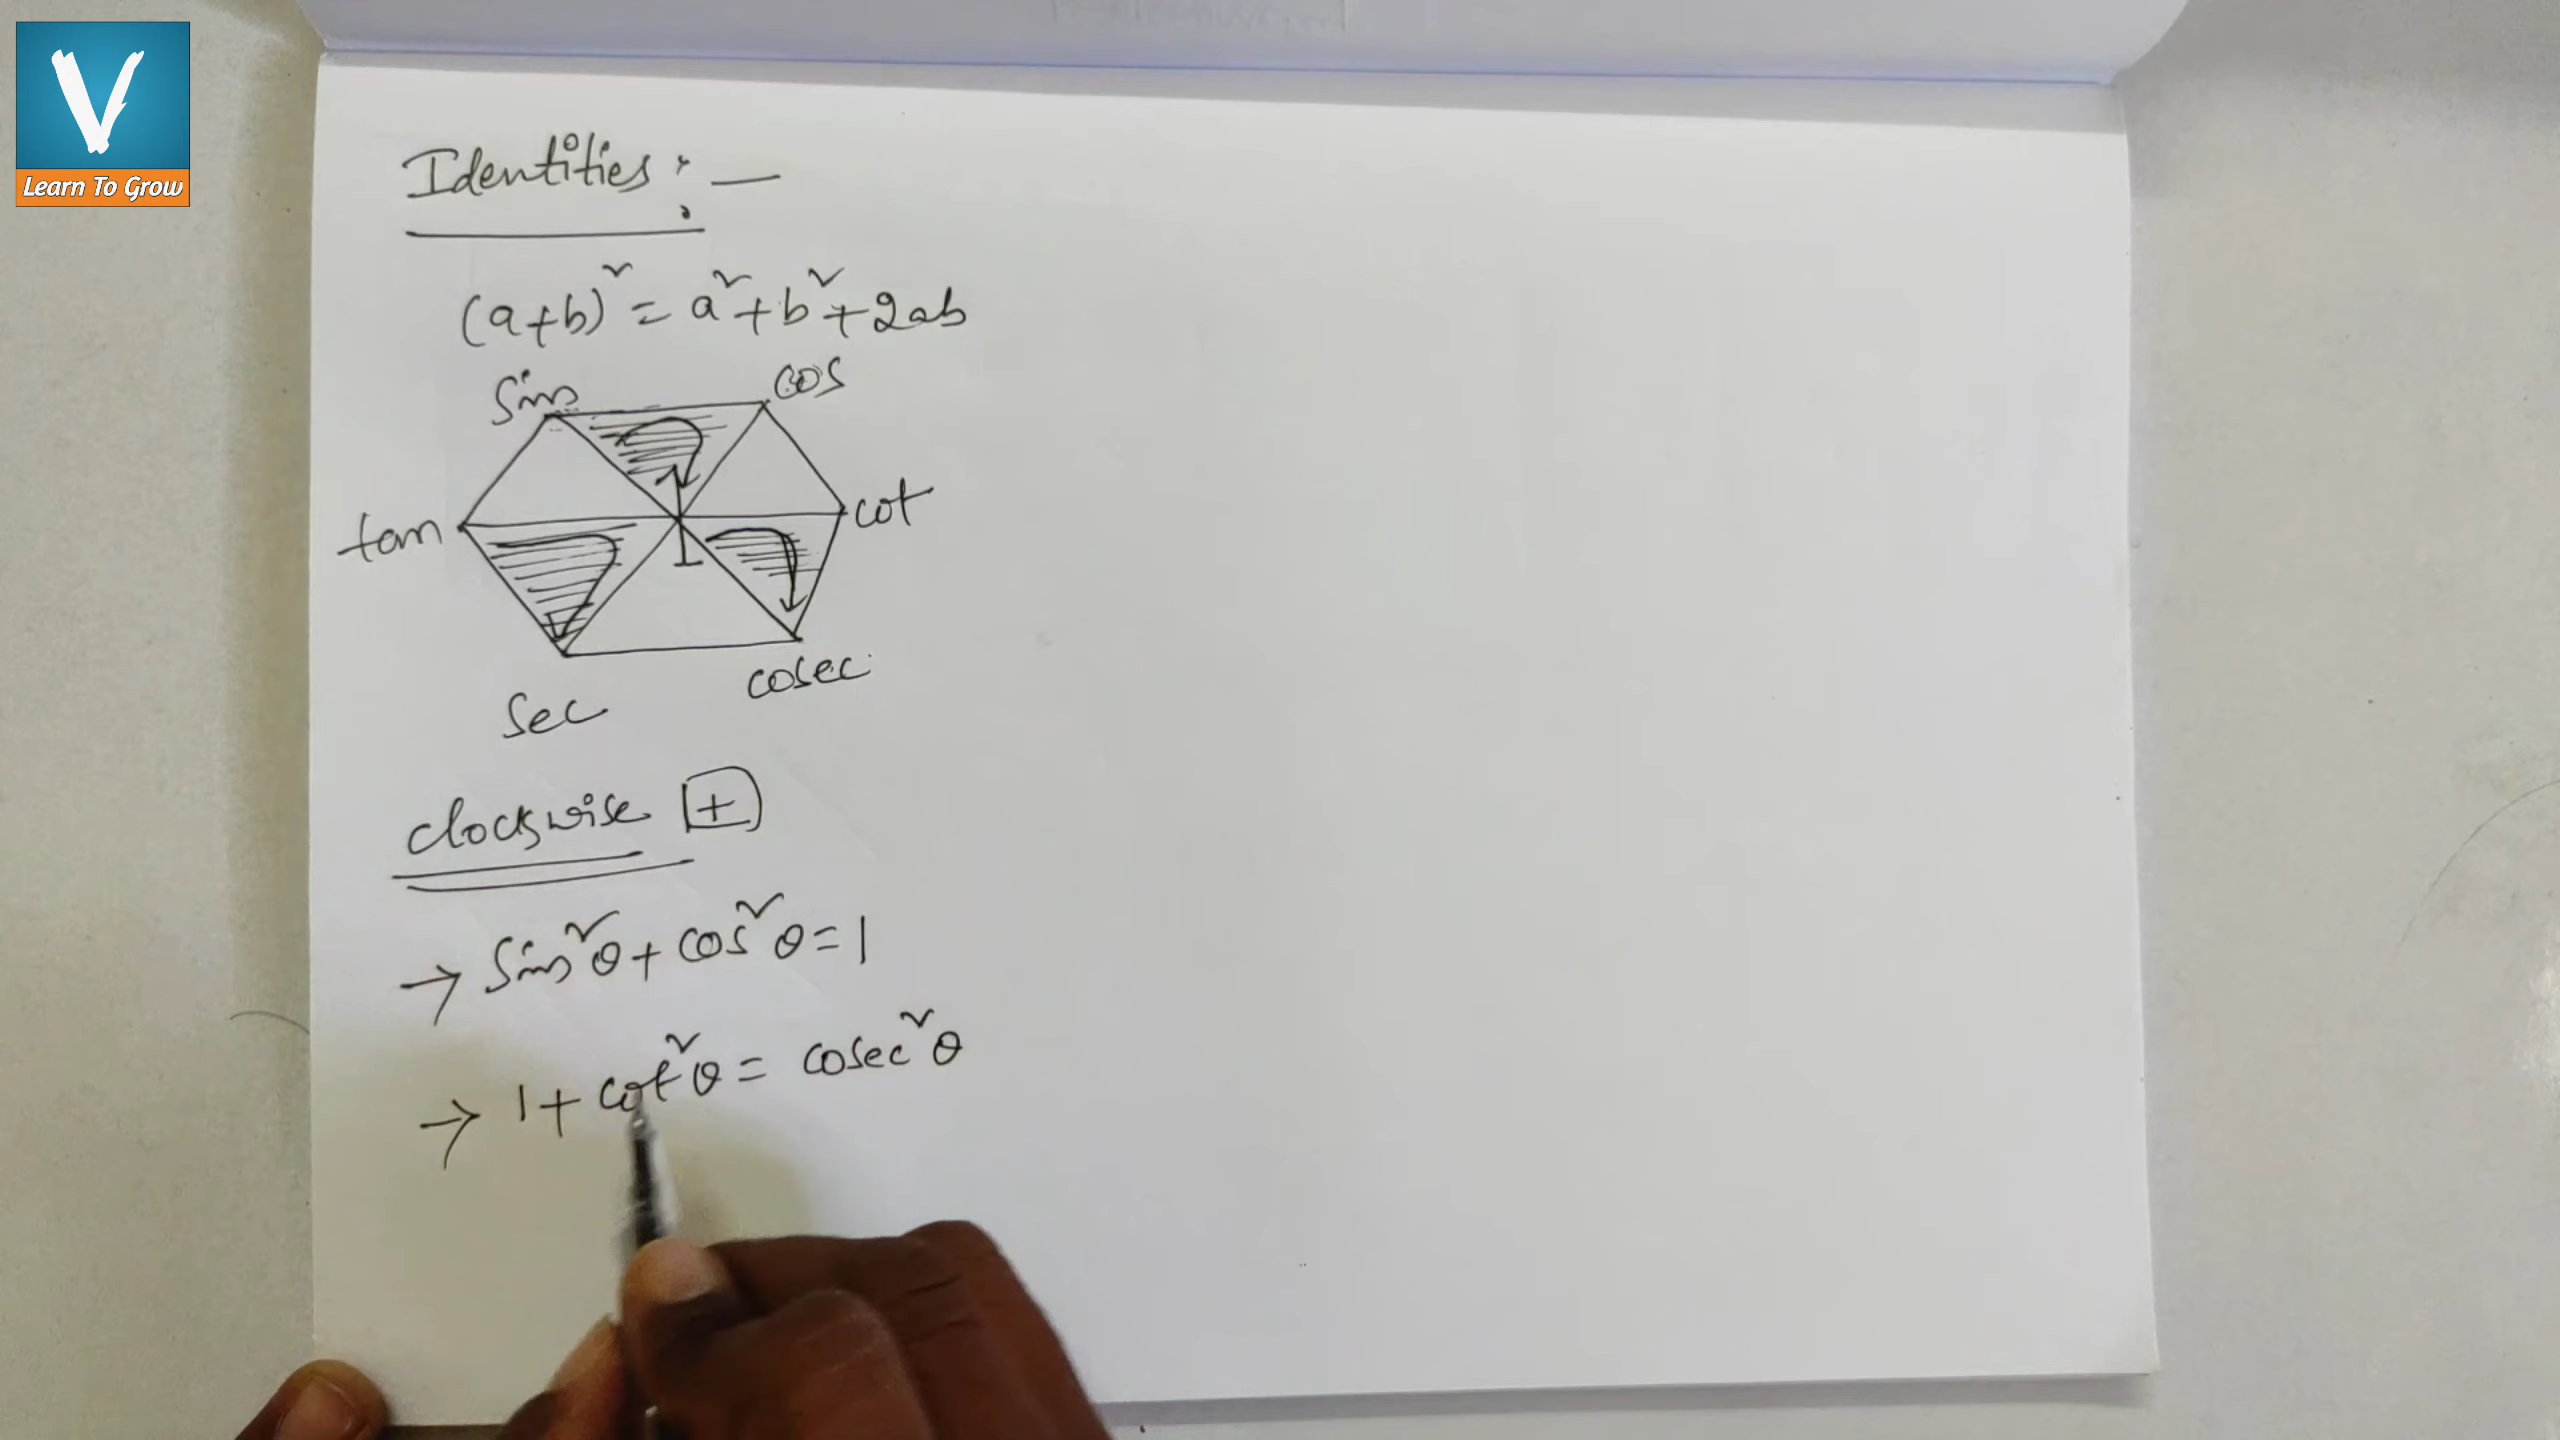 V
Learn To Grow
Identities : —
(a+b)² = a²+b²+2ab
Sin
cos
tan
1
cot
Sec
cosec
clockwise +
→ Sin²θ + cos²θ = 1
→ 1 + cot²θ = cosec²θ